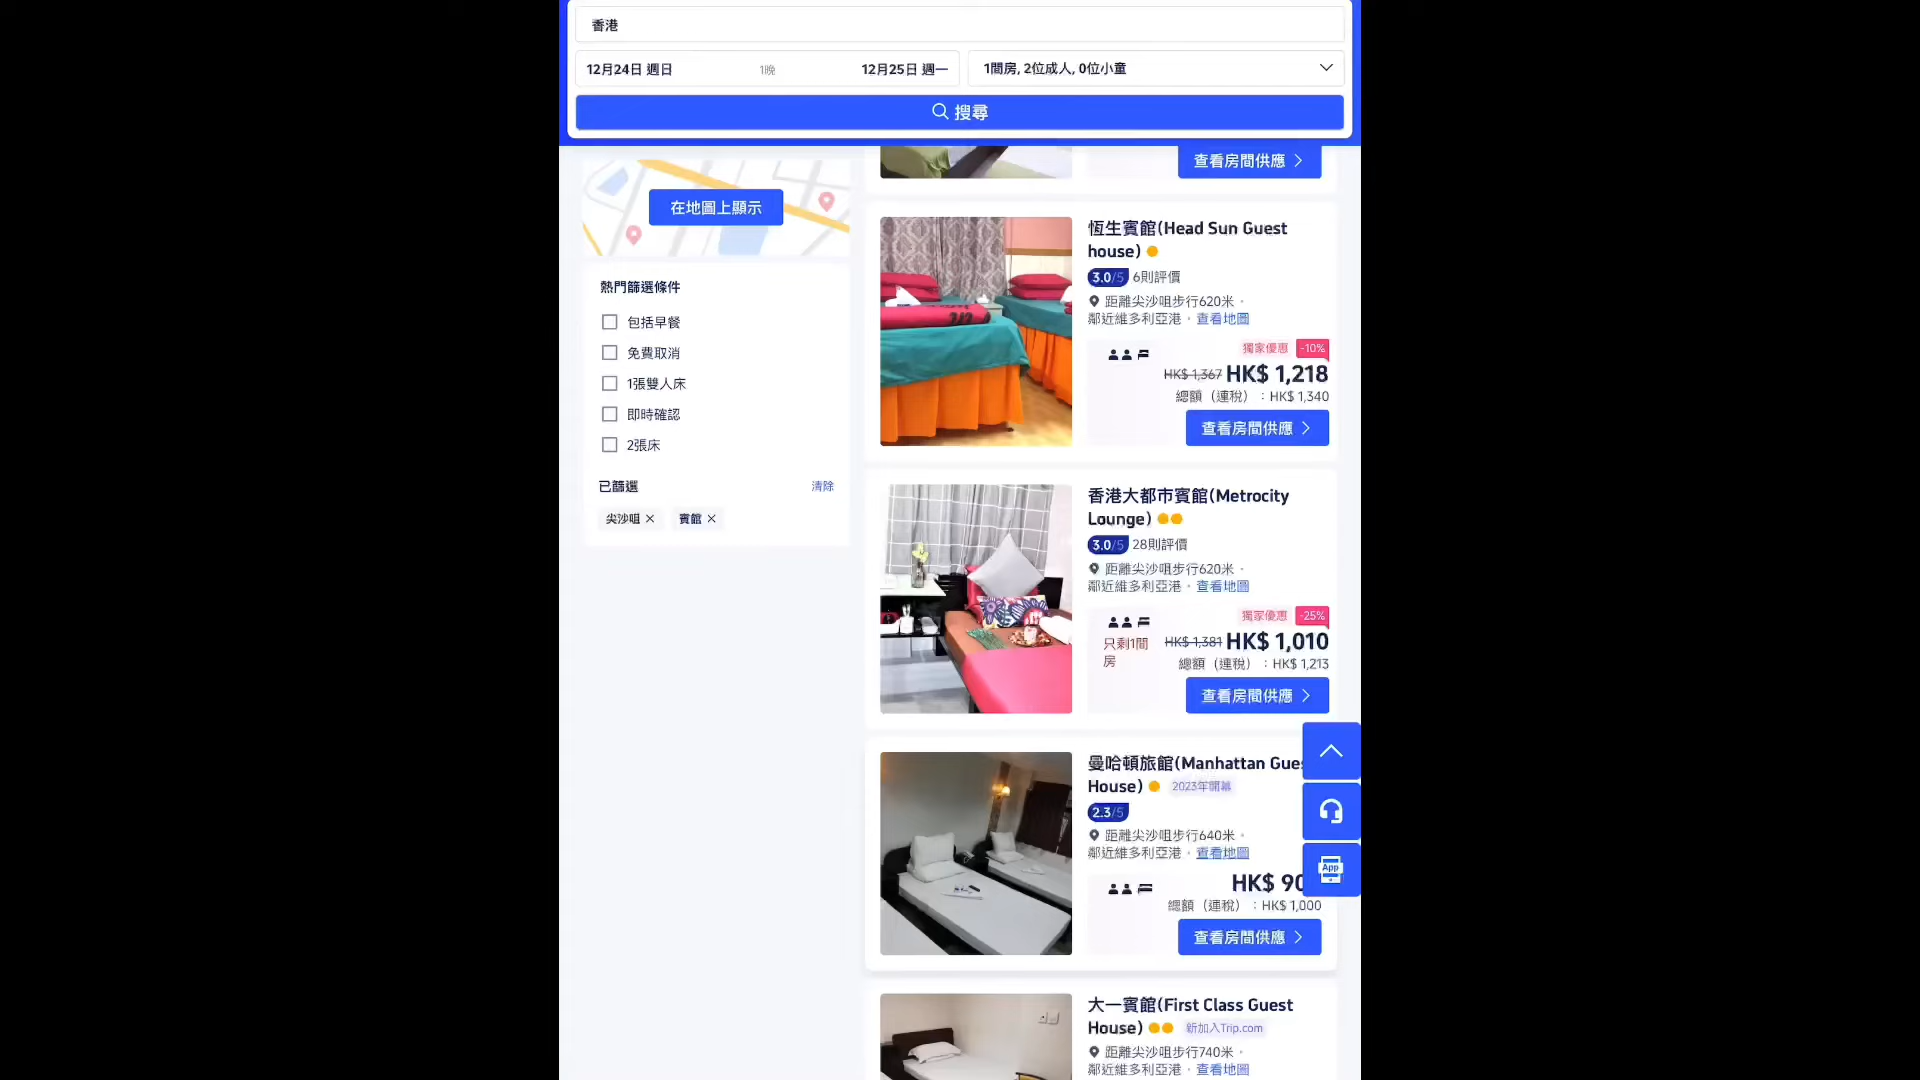 香港
12月24日 週日 1晚 12月25日 週一
1間房, 2位成人, 0位小童
搜尋
在地圖上顯示
熱門篩選條件
包括早餐
免費取消
1張雙人床
即時確認
2張床
已篩選 清除
尖沙咀 賓館
查看房間供應
恆生賓館(Head Sun Guest
house)
3.0/5 6則評價
距離尖沙咀步行620米 ·
鄰近維多利亞港 · 查看地圖
獨家優惠 -10%
HK$ 1,367 HK$ 1,218
總額（連稅）：HK$ 1,340
查看房間供應
香港大都市賓館(Metrocity
Lounge)
3.0/5 28則評價
距離尖沙咀步行620米 ·
鄰近維多利亞港 · 查看地圖
獨家優惠 -25%
只剩1間
房
HK$ 1,381 HK$ 1,010
總額（連稅）：HK$ 1,213
查看房間供應
曼哈頓旅館(Manhattan Gues
House) 2023年開幕
2.3/5
距離尖沙咀步行640米 ·
鄰近維多利亞港 · 查看地圖
HK$ 90
總額（連稅）：HK$ 1,000
查看房間供應
App
大一賓館(First Class Guest
House) 新加入Trip.com
距離尖沙咀步行740米 ·
鄰近維多利亞港 · 查看地圖